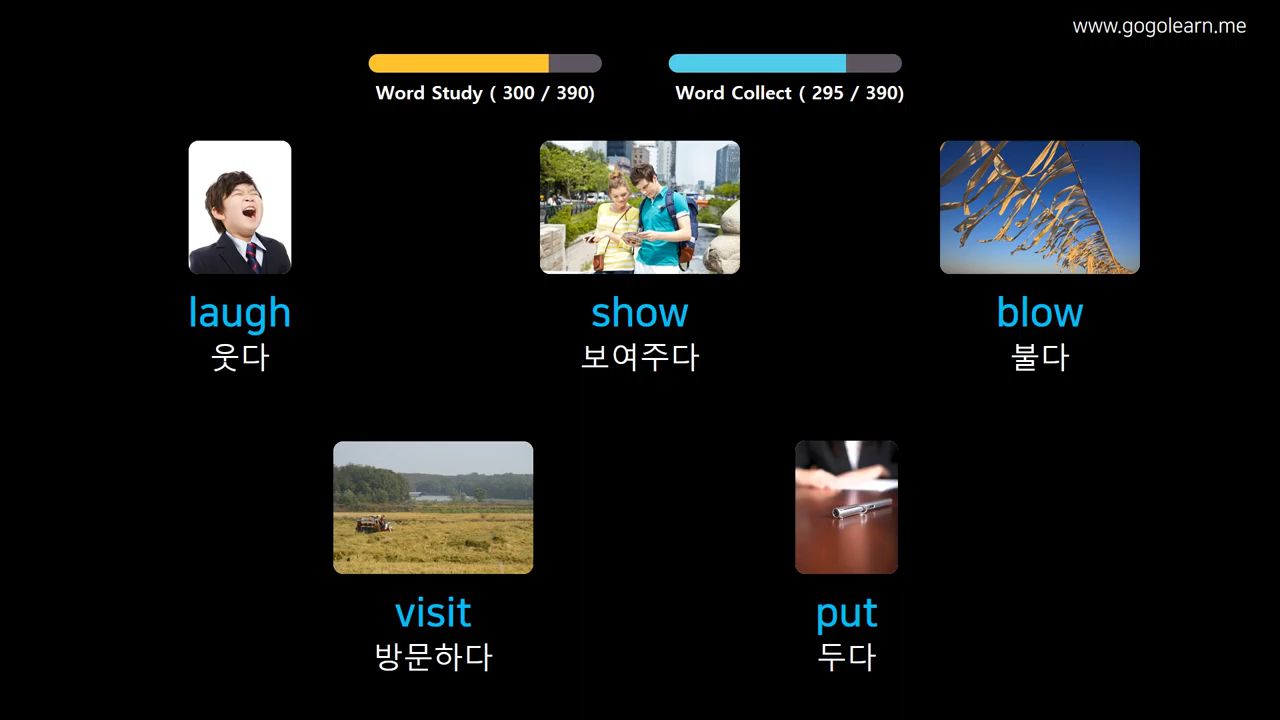 www.gogolearn.me
Word Study ( 300 / 390)
Word Collect ( 295 / 390)
laugh
웃다
show
보여주다
blow
불다
visit
방문하다
put
두다